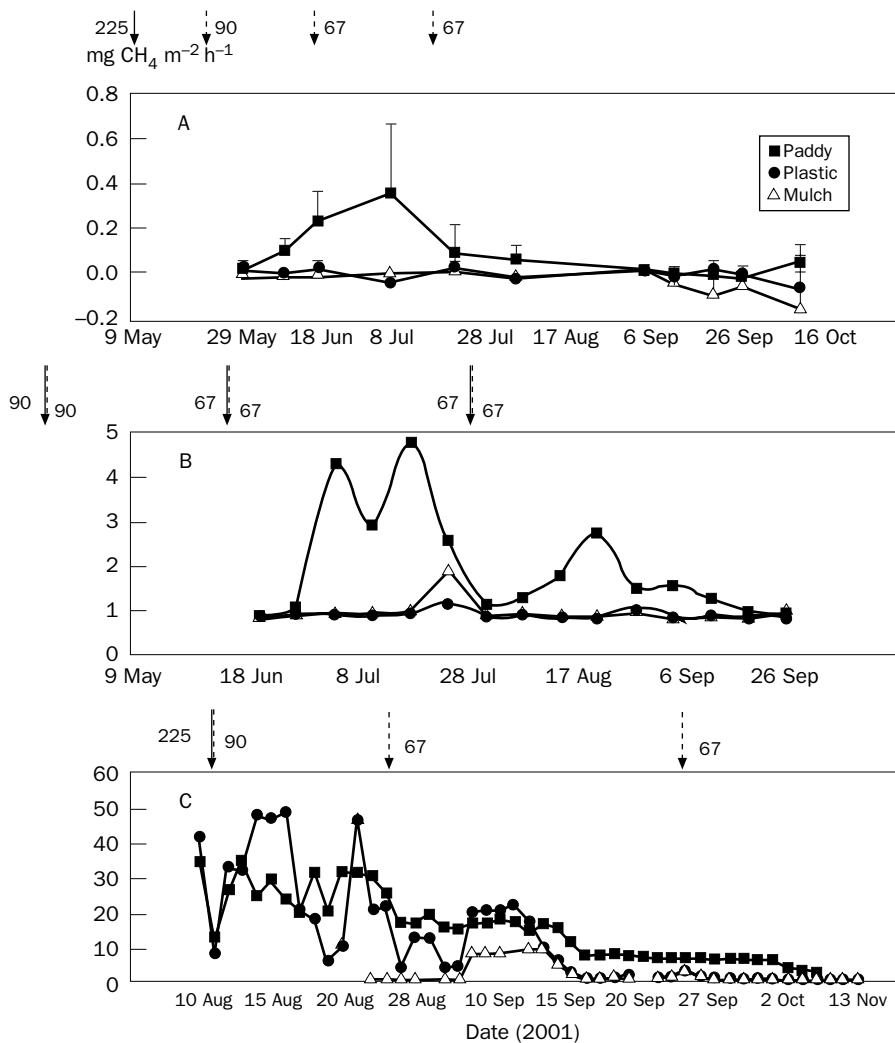 225 90 67 67
mg CH4 m–2 h–1
0.8
0.6
0.4
0.2
0.0
–0.2
A
Paddy
Plastic
Mulch
9 May 29 May 18 Jun 8 Jul 28 Jul 17 Aug 6 Sep 26 Sep 16 Oct
90 90 67 67 67 67
5
4
3
2
1
0
B
9 May 18 Jun 8 Jul 28 Jul 17 Aug 6 Sep 26 Sep
225 90 67 67
60
50
40
30
20
10
0
C
10 Aug 15 Aug 20 Aug 28 Aug 10 Sep 15 Sep 20 Sep 27 Sep 2 Oct 13 Nov
Date (2001)